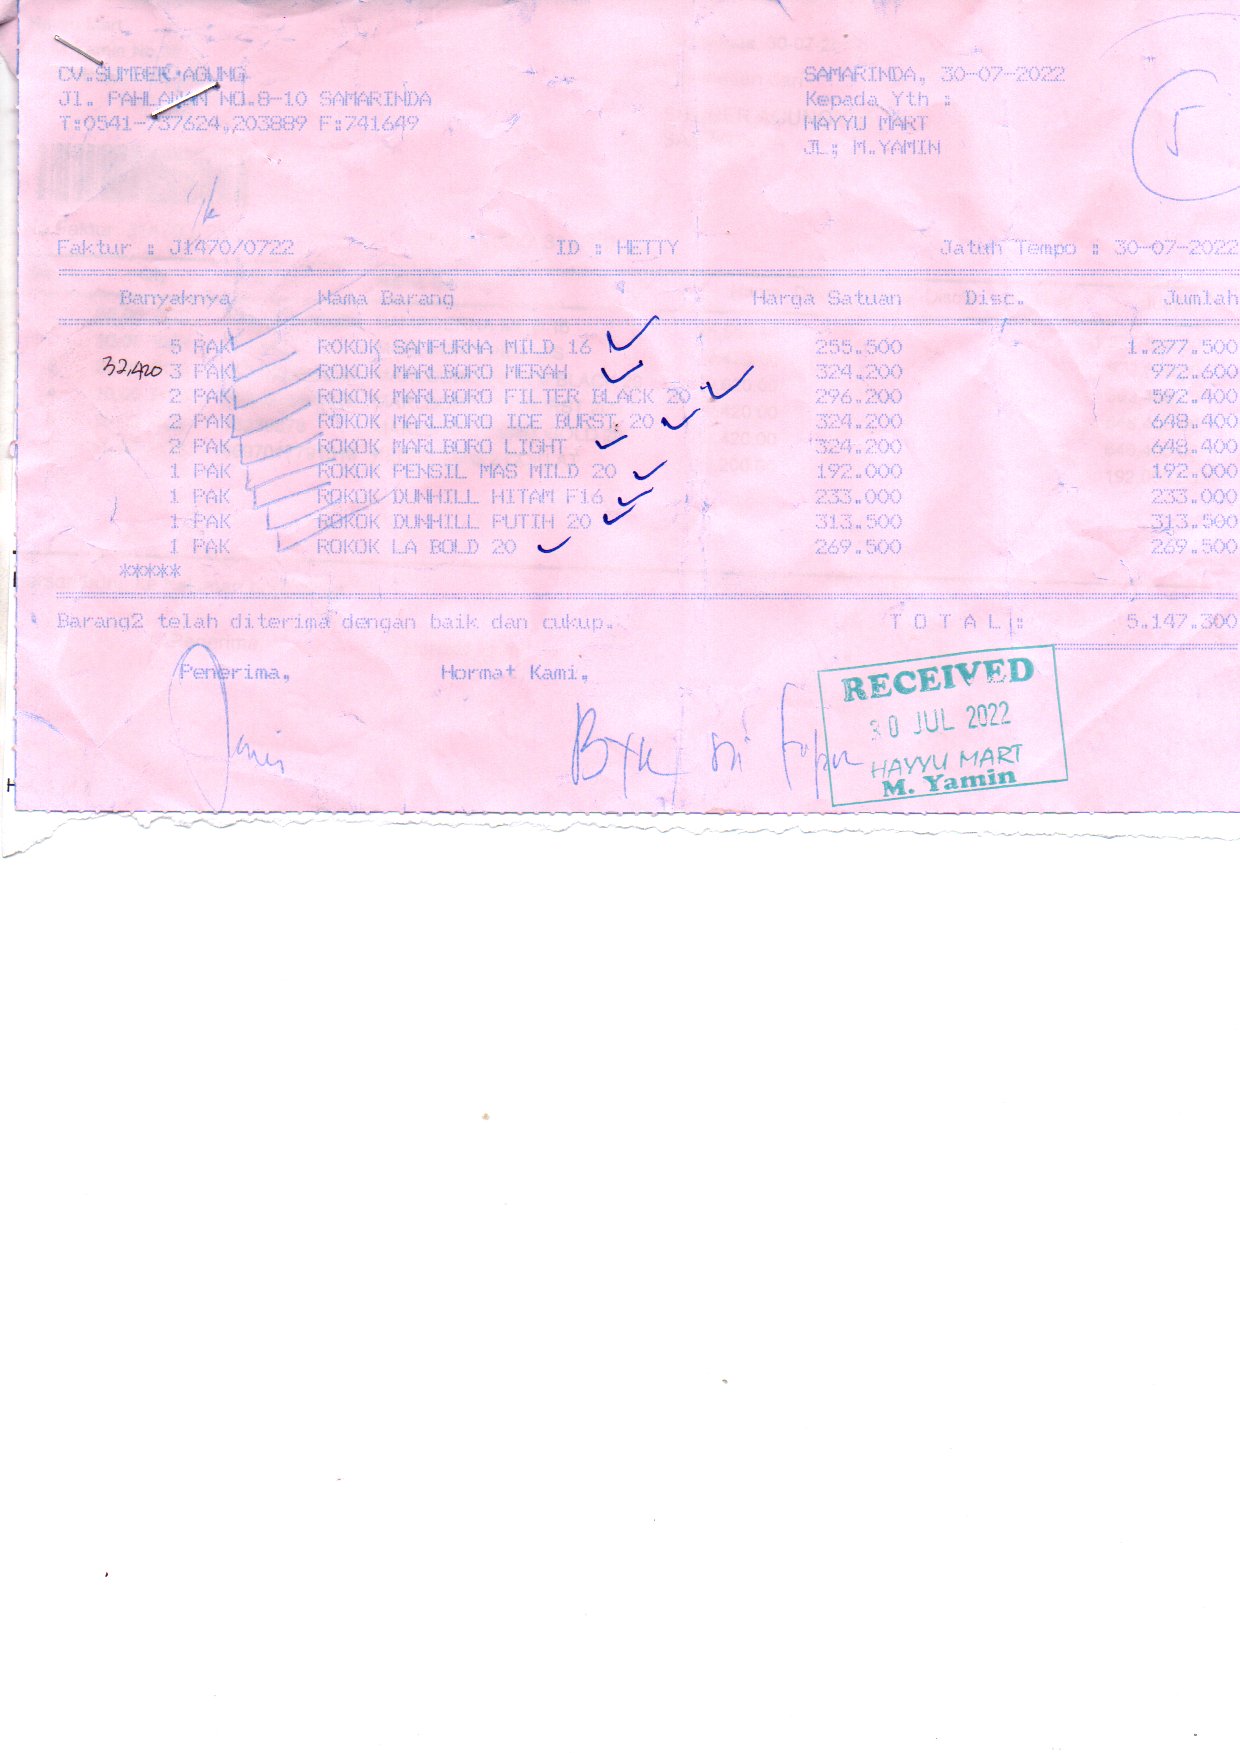 CV.SUMBER AGUNG
Jl. PAHLAWAN NO.8-10 SAMARINDA
T:0541-737624,203889 F:741649
SAMARINDA, 30-07-2022
Kepada Yth :
HAYYU MART
JL; M.YAMIN
5
Faktur : J1470/0722 ID : HETTY Jatuh Tempo : 30-07-2022
Banyaknya Nama Barang Harga Satuan Disc. Jumlah
5 PAK ROKOK SAMPURNA MILD 16 255.500 1.277.500
32,420 3 PAK ROKOK MARLBORO MERAH 324.200 972.600
2 PAK ROKOK MARLBORO FILTER BLACK 20 296.200 592.400
2 PAK ROKOK MARLBORO ICE BURST 20 324.200 648.400
2 PAK ROKOK MARLBORO LIGHT 324.200 648.400
1 PAK ROKOK PENSIL MAS MILD 20 192.000 192.000
1 PAK ROKOK DUNHILL HITAM F16 233.000 233.000
1 PAK ROKOK DUNHILL PUTIH 20 313.500 313.500
1 PAK ROKOK LA BOLD 20 269.500 269.500
*****
Barang2 telah diterima dengan baik dan cukup. T O T A L : 5.147.300
Penerima, Hormat Kami,
RECEIVED
30 JUL 2022
HAYYU MART
M. Yamin